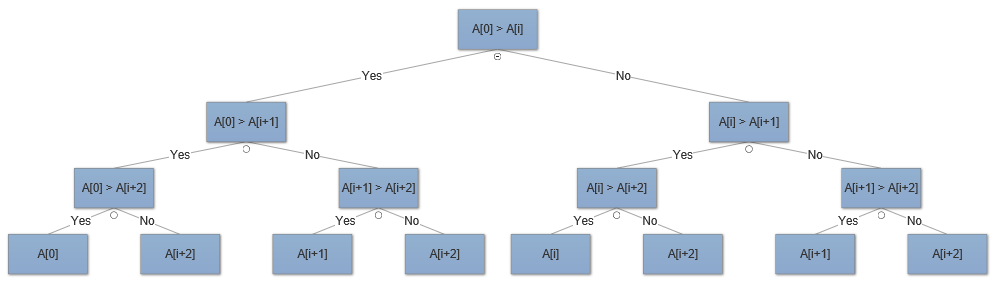 A[0] > A[i]
Yes
No
A[0] > A[i+1]
A[i] > A[i+1]
Yes
No
Yes
No
A[0] > A[i+2]
A[i+1] > A[i+2]
A[i] > A[i+2]
A[i+1] > A[i+2]
Yes
No
Yes
No
Yes
No
Yes
No
A[0]
A[i+2]
A[i+1]
A[i+2]
A[i]
A[i+2]
A[i+1]
A[i+2]